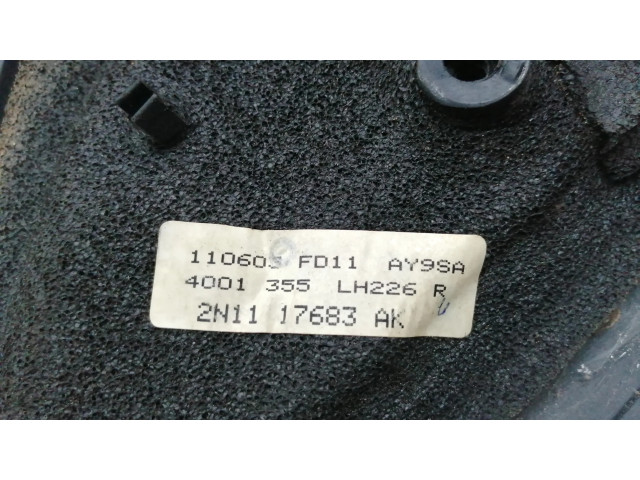 110603 FD11 AY9SA
4001 355 LH226 R
2N11 17683 AK